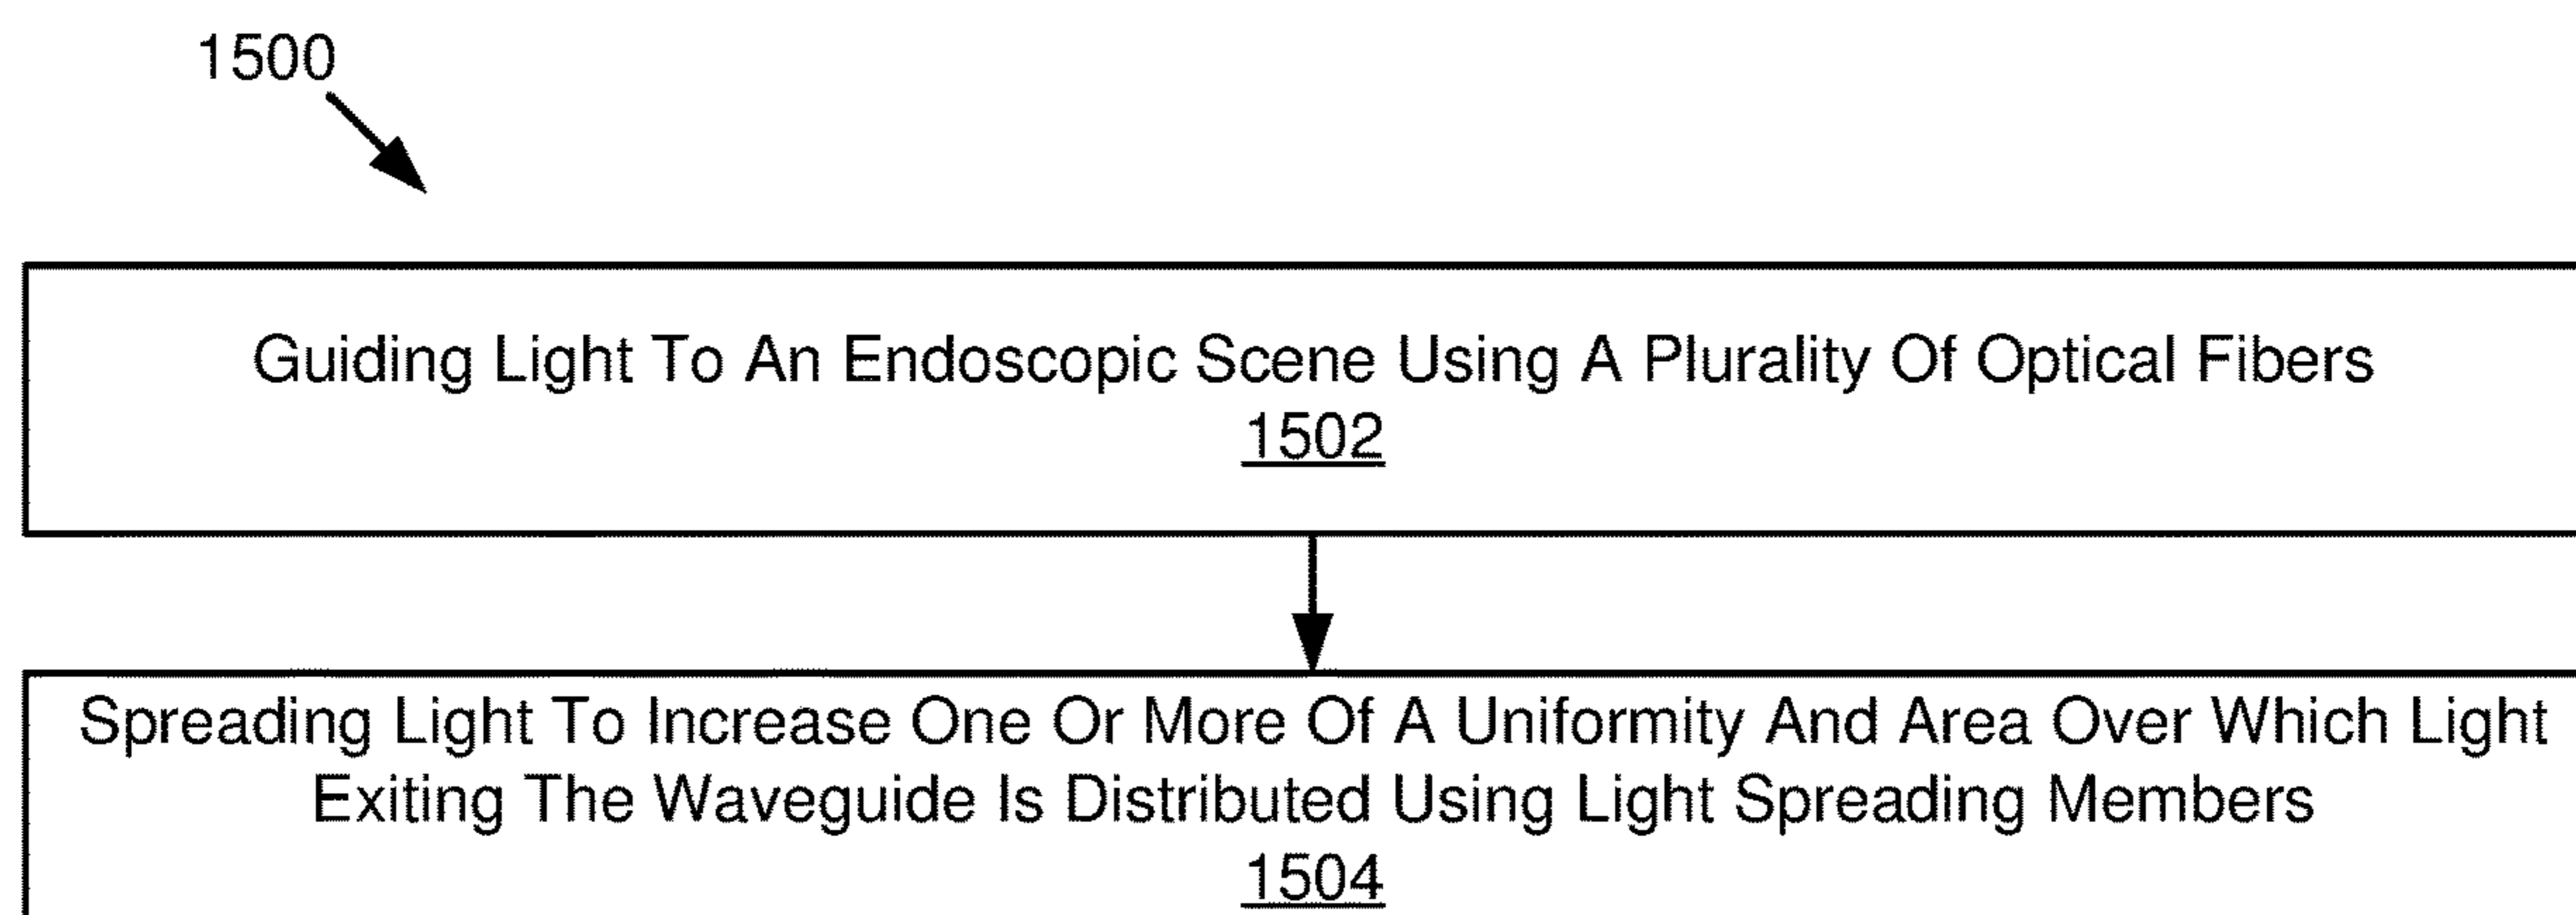 1500
Guiding Light To An Endoscopic Scene Using A Plurality Of Optical Fibers
1502
Spreading Light To Increase One Or More Of A Uniformity And Area Over Which Light
Exiting The Waveguide Is Distributed Using Light Spreading Members
1504